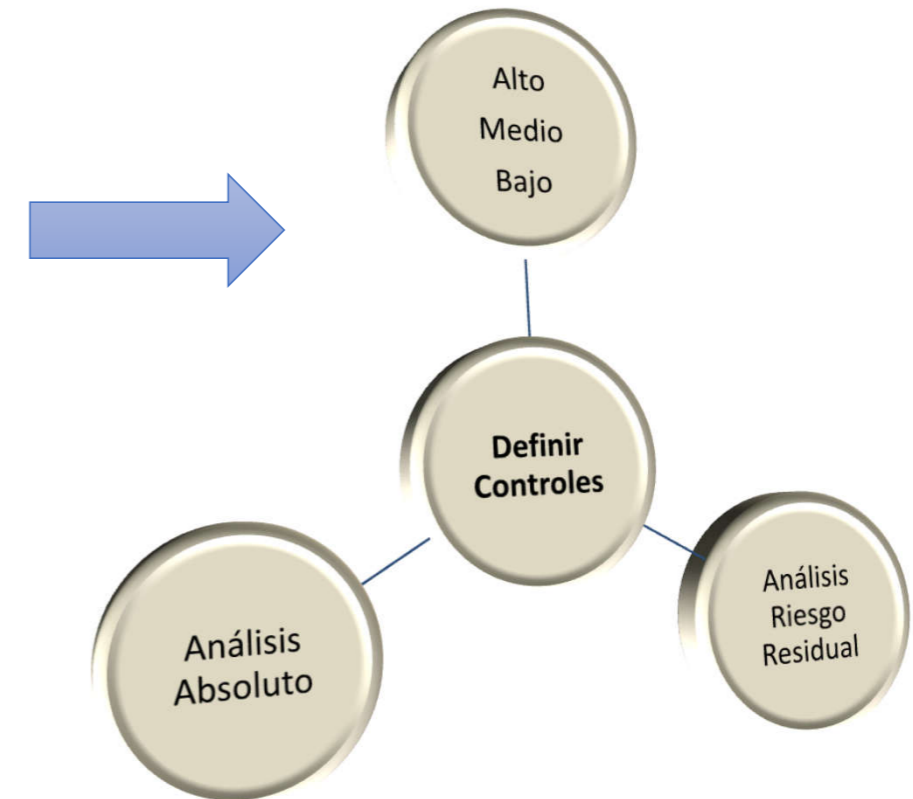 Alto
Medio
Bajo
Definir
Controles
Análisis
Absoluto
Análisis
Riesgo
Residual